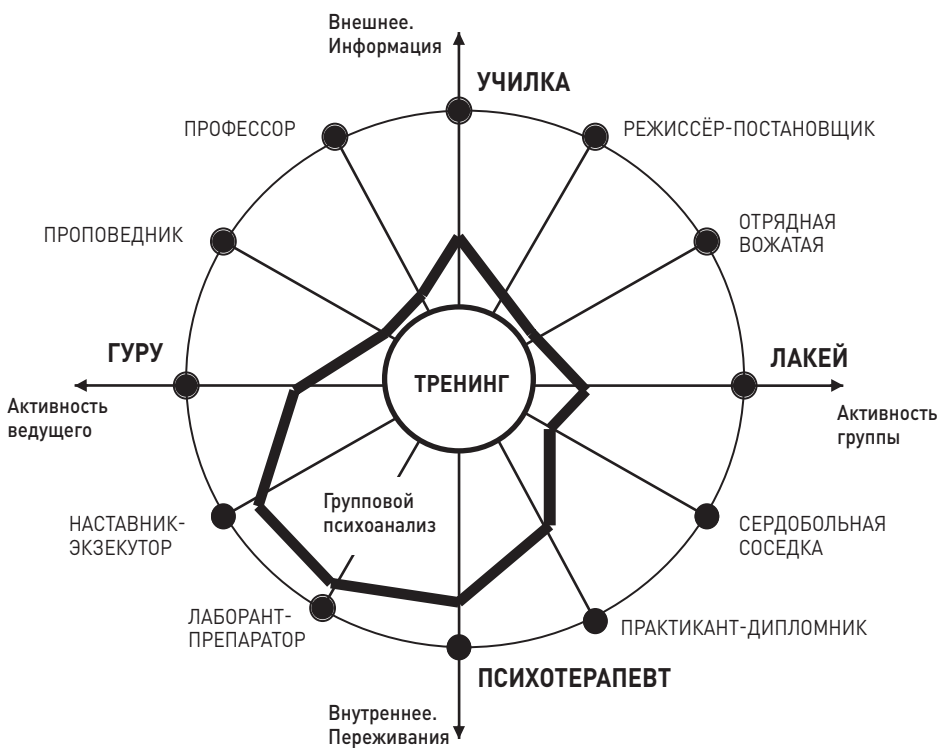 Внешнее.
Информация
УЧИЛКА
ПРОФЕССОР
РЕЖИССЁР-ПОСТАНОВЩИК
ПРОПОВЕДНИК
ОТРЯДНАЯ
ВОЖАТАЯ
ГУРУ
ЛАКЕЙ
ТРЕНИНГ
Активность
ведущего
Активность
группы
Групповой
психоанализ
НАСТАВНИК-
ЭКЗЕКУТОР
СЕРДОБОЛЬНАЯ
СОСЕДКА
ЛАБОРАНТ-
ПРЕПАРАТОР
ПРАКТИКАНТ-ДИПЛОМНИК
ПСИХОТЕРАПЕВТ
Внутреннее.
Переживания